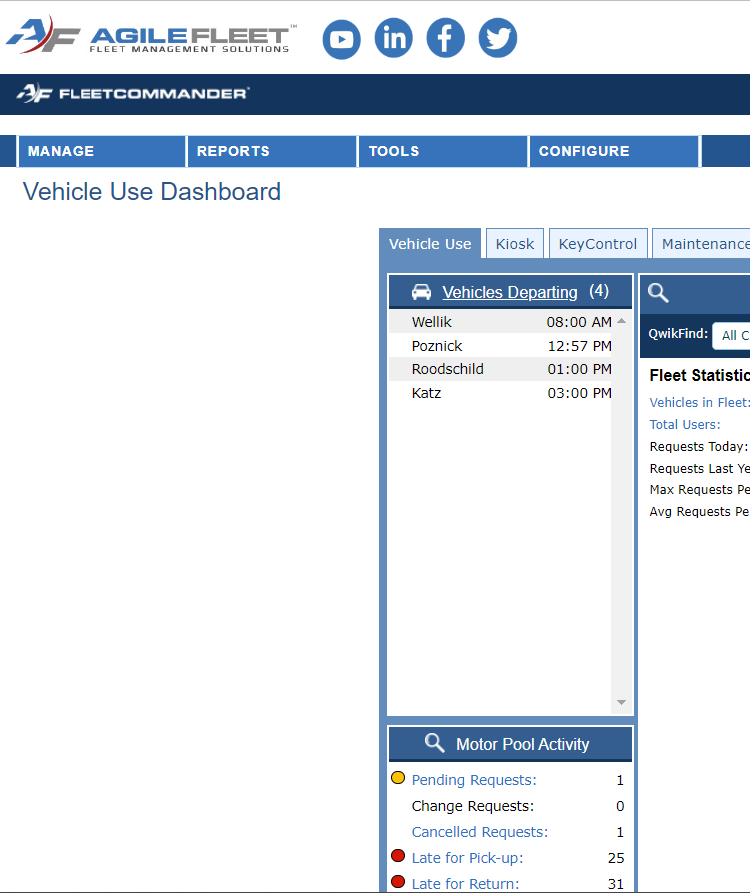 AGILEFLEET™
FLEET MANAGEMENT SOLUTIONS
FLEETCOMMANDER
MANAGE REPORTS TOOLS CONFIGURE
Vehicle Use Dashboard
Vehicle Use Kiosk KeyControl Maintenance
Vehicles Departing (4)
Wellik 08:00 AM
Poznick 12:57 PM
Roodschild 01:00 PM
Katz 03:00 PM
QwikFind: All C
Fleet Statistic
Vehicles in Fleet:
Total Users:
Requests Today:
Requests Last Ye
Max Requests Pe
Avg Requests Pe
Motor Pool Activity
Pending Requests: 1
Change Requests: 0
Cancelled Requests: 1
Late for Pick-up: 25
Late for Return: 31